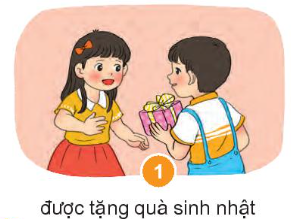 1
được tặng quà sinh nhật